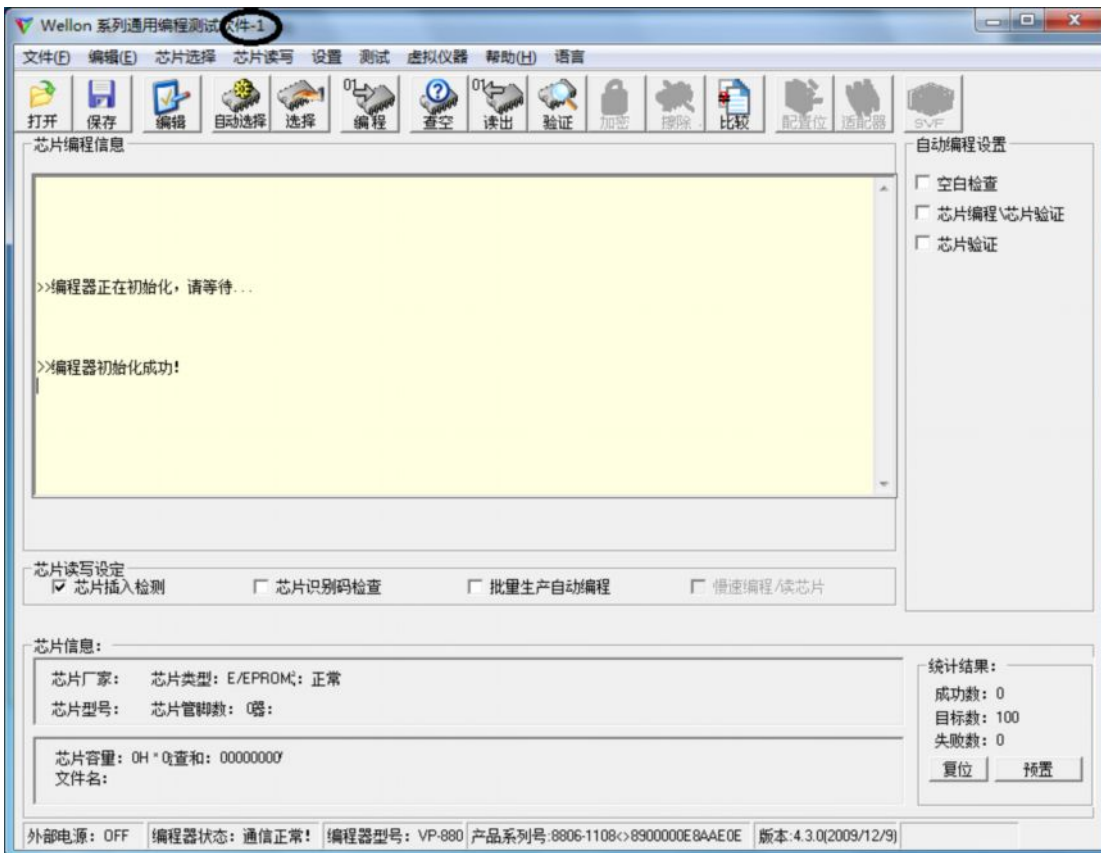 Wellon 系列通用编程测试软件-1
文件(F) 编辑(E) 芯片选择 芯片读写 设置 测试 虚拟仪器 帮助(H) 语言
打开 保存 编辑 自动选择 选择 编程 查空 读出 验证 加密 擦除 比较 配置位 适配器 SVF
芯片编程信息
自动编程设置
空白检查
芯片编程\芯片验证
芯片验证
>>编程器正在初始化，请等待...
>>编程器初始化成功!
芯片读写设定
芯片插入检测 芯片识别码检查 批量生产自动编程 慢速编程/读芯片
芯片信息：
芯片厂家： 芯片类型：E/EPROM 正常
芯片型号： 芯片管脚数：0器：
芯片容量：0H * 0 查和：00000000
文件名：
统计结果：
成功数：0
目标数：100
失败数：0
复位 预置
外部电源：OFF 编程器状态：通信正常! 编程器型号：VP-880 产品系列号:8806-1108<>8900000E8AAE0E 版本:4.3.0(2009/12/9)